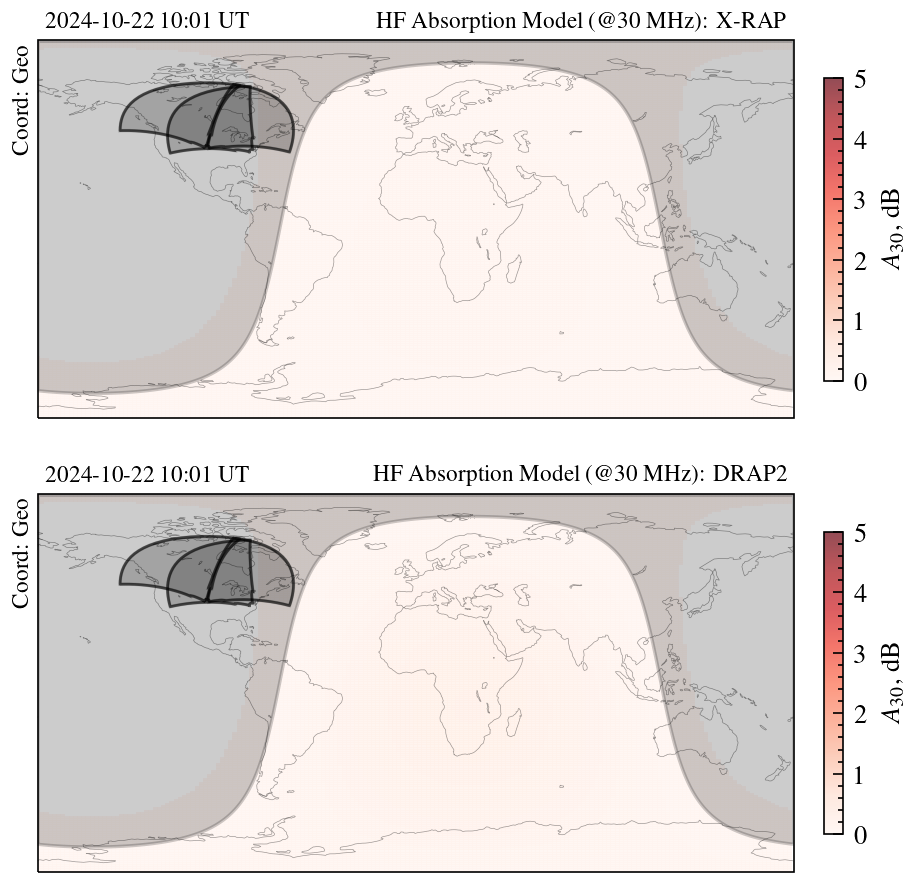 2024-10-22 10:01 UT
HF Absorption Model (@30 MHz): X-RAP
Coord: Geo
5
4
3
2
1
0
A₃₀, dB
2024-10-22 10:01 UT
HF Absorption Model (@30 MHz): DRAP2
Coord: Geo
5
4
3
2
1
0
A₃₀, dB